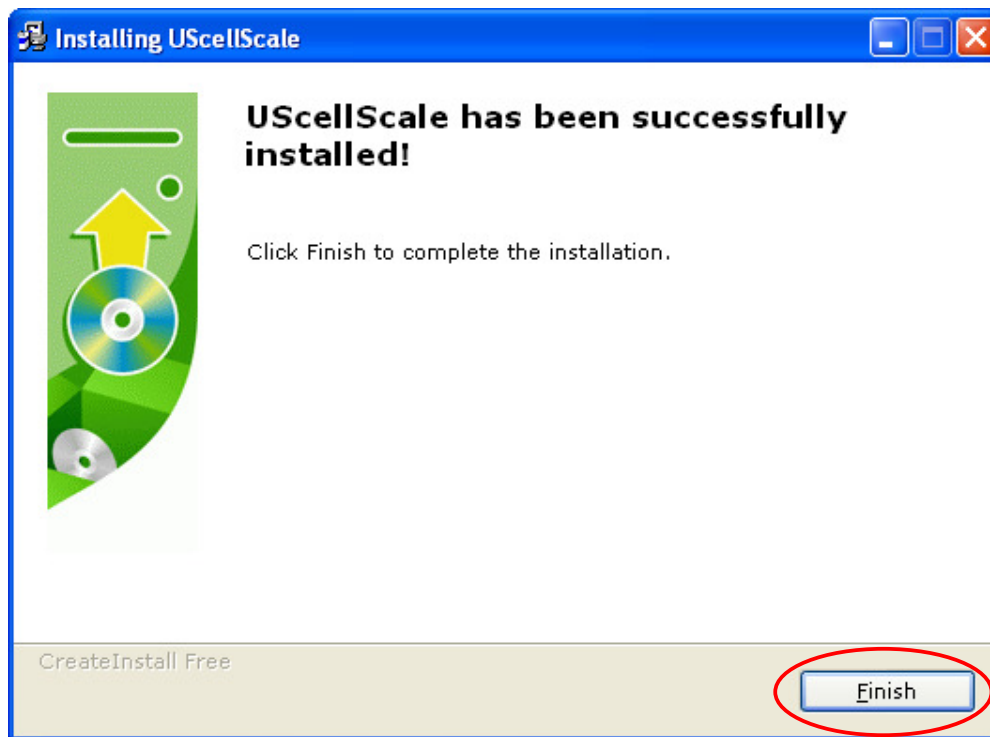 Installing UScellScale
UScellScale has been successfully
installed!
Click Finish to complete the installation.
CreateInstall Free
Finish